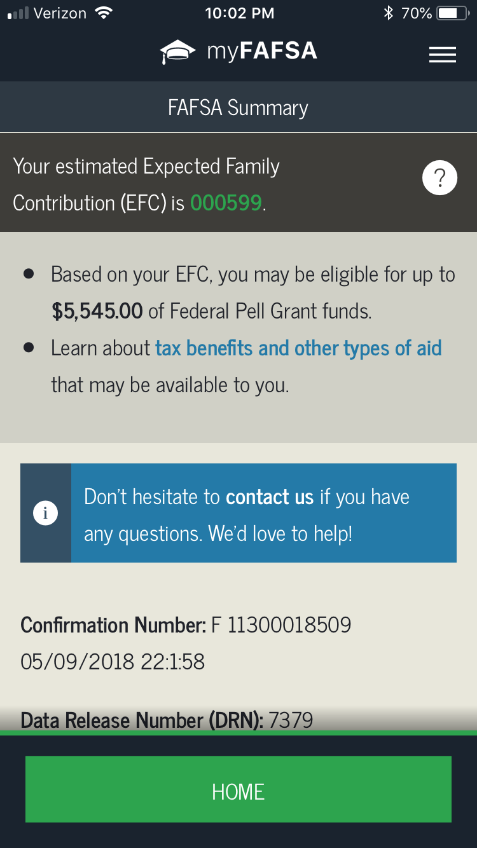 Verizon 10:02 PM 70%
myFAFSA
FAFSA Summary
Your estimated Expected Family
Contribution (EFC) is 000599.
?
• Based on your EFC, you may be eligible for up to
$5,545.00 of Federal Pell Grant funds.
• Learn about tax benefits and other types of aid
that may be available to you.
i
Don't hesitate to contact us if you have
any questions. We'd love to help!
Confirmation Number: F 11300018509
05/09/2018 22:1:58
Data Release Number (DRN): 7379
HOME